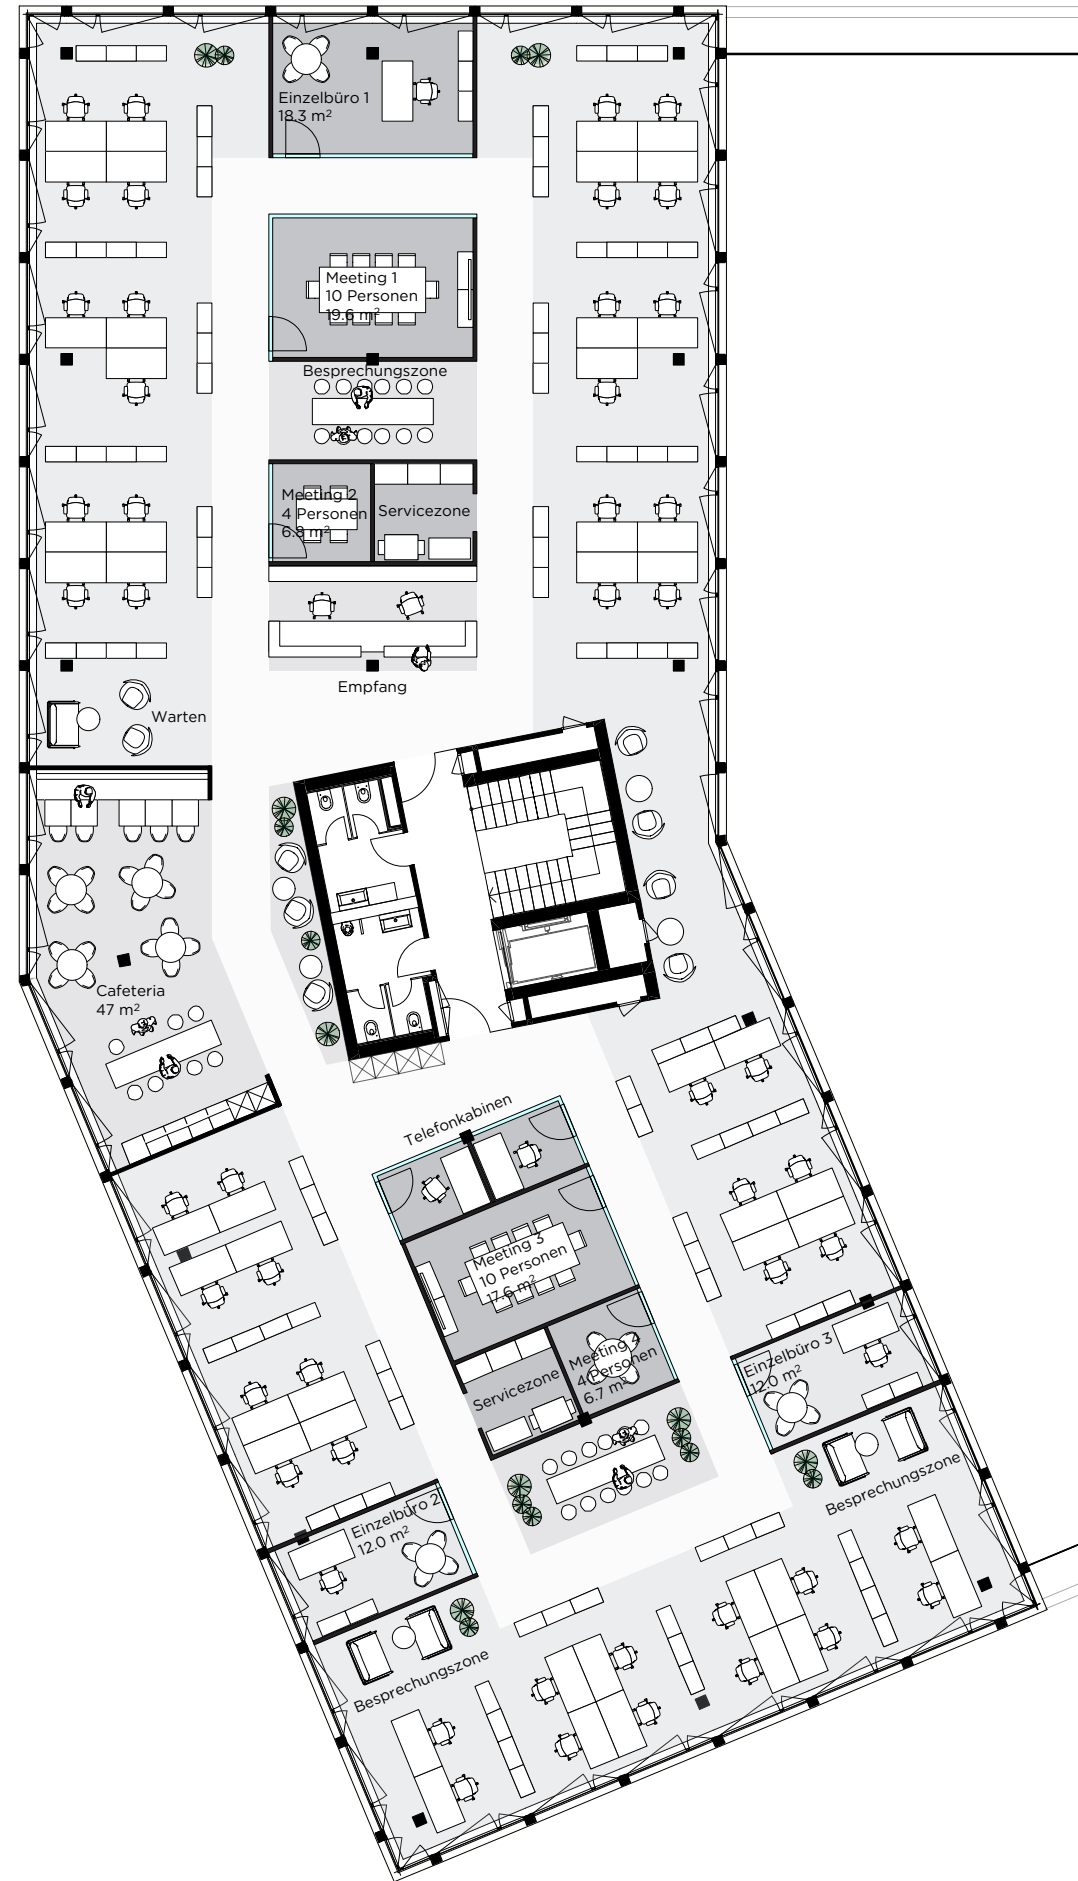 Einzelbüro 1
18.3 m²
Meeting 1
10 Personen
19.6 m²
Besprechungszone
Meeting 2
4 Personen
6.8 m²
Servicezone
Empfang
Warten
Cafeteria
47 m²
Telefonkabinen
Meeting 3
10 Personen
17.6 m²
Meeting 4
4 Personen
6.7 m²
Servicezone
Einzelbüro 3
12.0 m²
Besprechungszone
Einzelbüro 2
12.0 m²
Besprechungszone